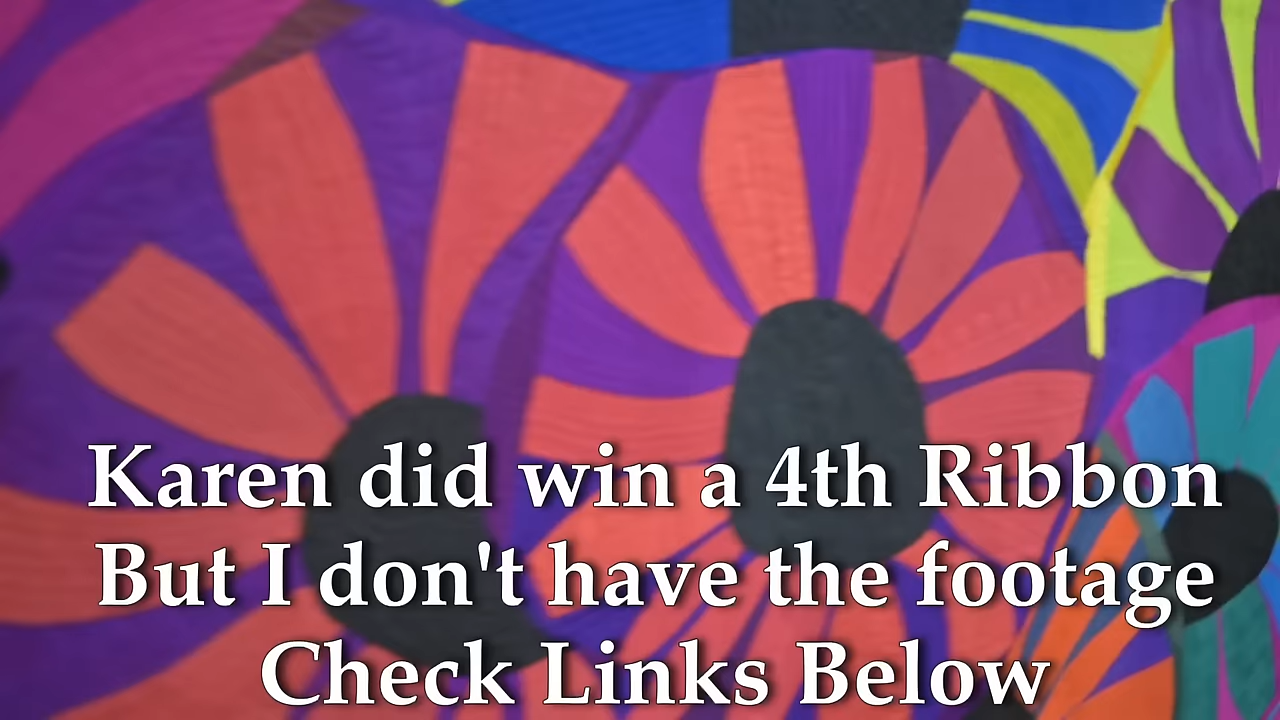 Karen did win a 4th Ribbon
But I don't have the footage
Check Links Below